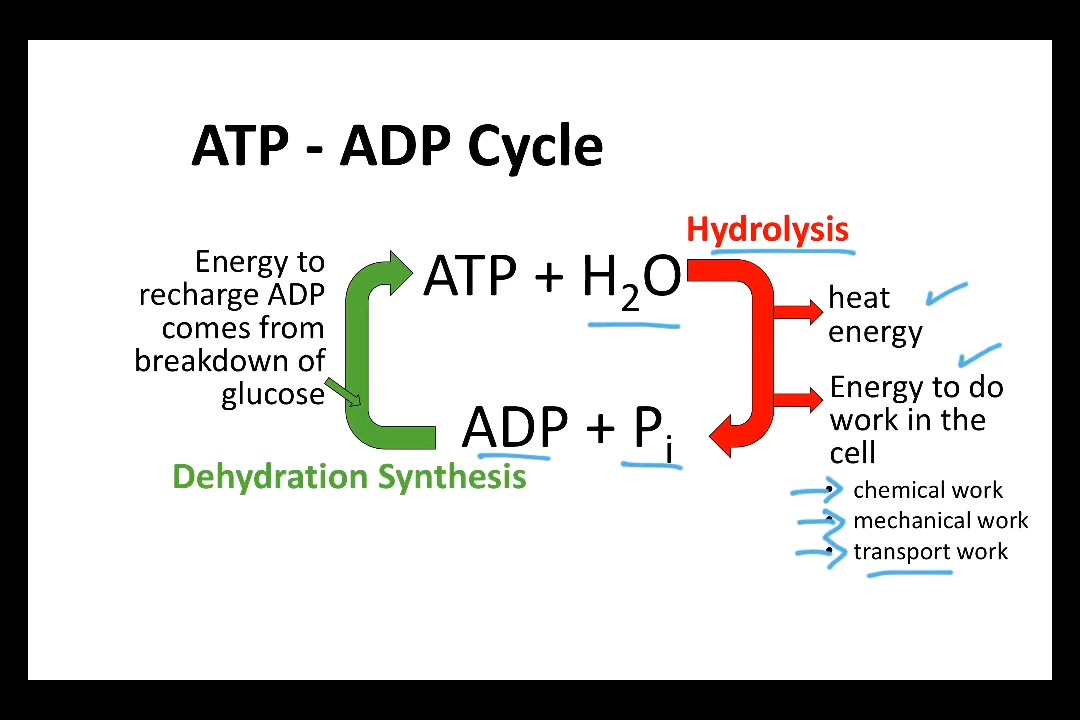 ATP - ADP Cycle
Hydrolysis
Energy to
recharge ADP
comes from
breakdown of
glucose
ATP + H₂O
heat
energy
Energy to do
work in the
cell
ADP + Pᵢ
Dehydration Synthesis
• chemical work
• mechanical work
• transport work